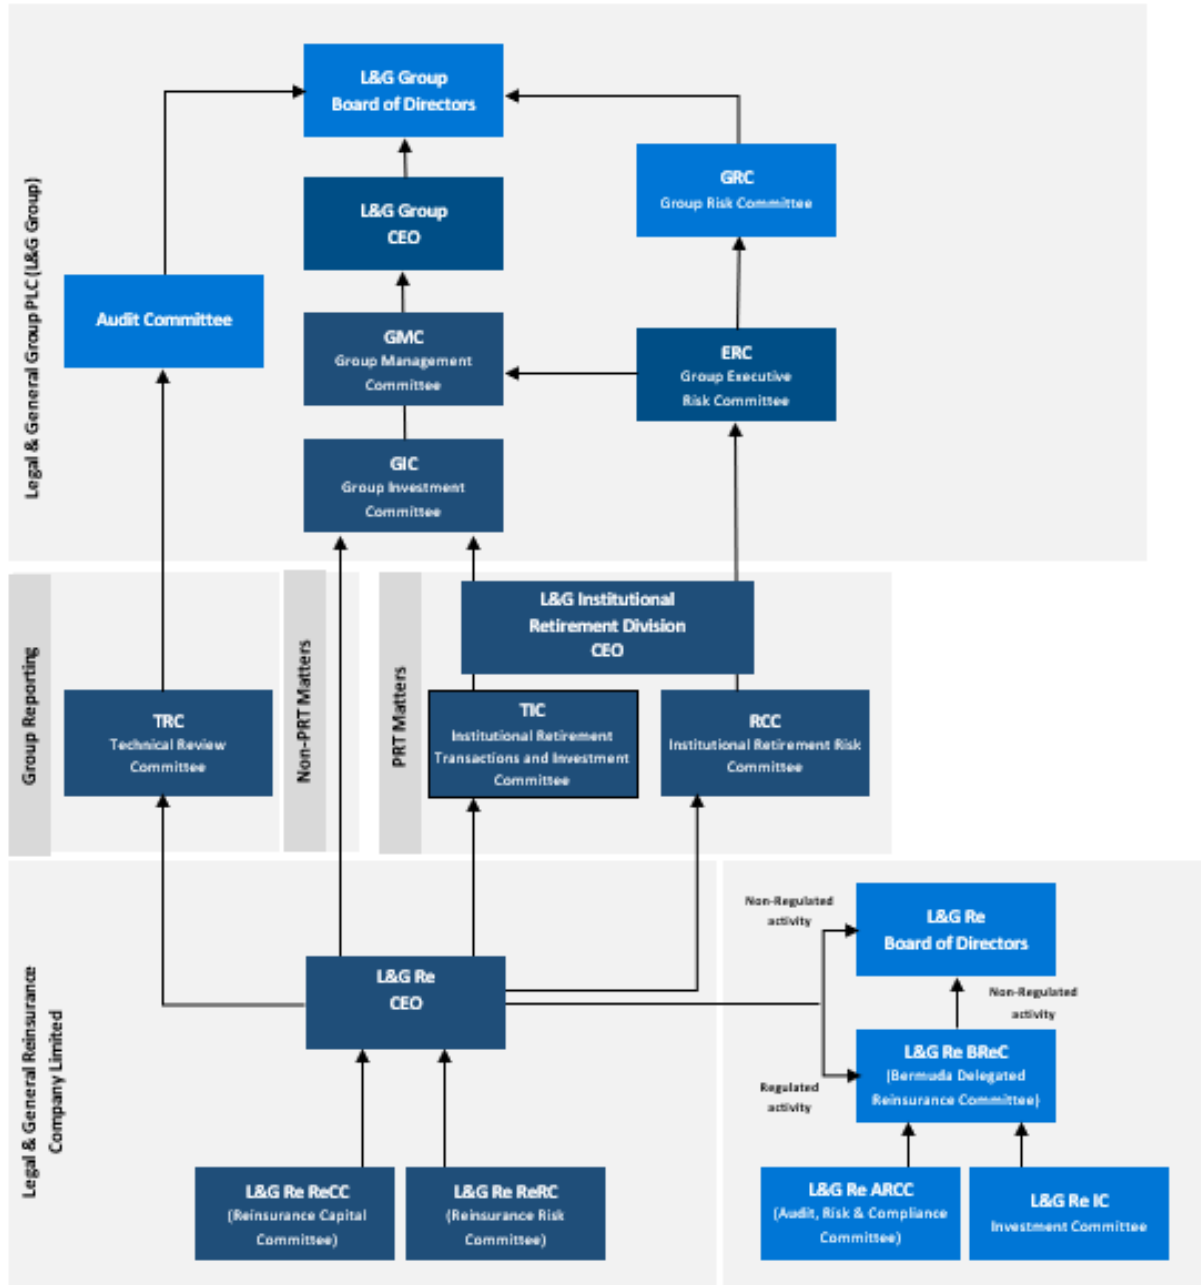 Legal & General Group PLC (L&G Group)
L&G Group
Board of Directors
GRC
Group Risk Committee
L&G Group
CEO
Audit Committee
GMC
Group Management
Committee
ERC
Group Executive
Risk Committee
GIC
Group Investment
Committee
Group Reporting
Non-PRT Matters
PRT Matters
L&G Institutional
Retirement Division
CEO
TRC
Technical Review
Committee
TIC
Institutional Retirement
Transactions and Investment
Committee
RCC
Institutional Retirement Risk
Committee
Legal & General Reinsurance
Company Limited
L&G Re
CEO
Non-Regulated
activity
L&G Re
Board of Directors
Non-Regulated
activity
Regulated
activity
L&G Re BReC
(Bermuda Delegated
Reinsurance Committee)
L&G Re ReCC
(Reinsurance Capital
Committee)
L&G Re ReRC
(Reinsurance Risk
Committee)
L&G Re ARCC
(Audit, Risk & Compliance
Committee)
L&G Re IC
Investment Committee